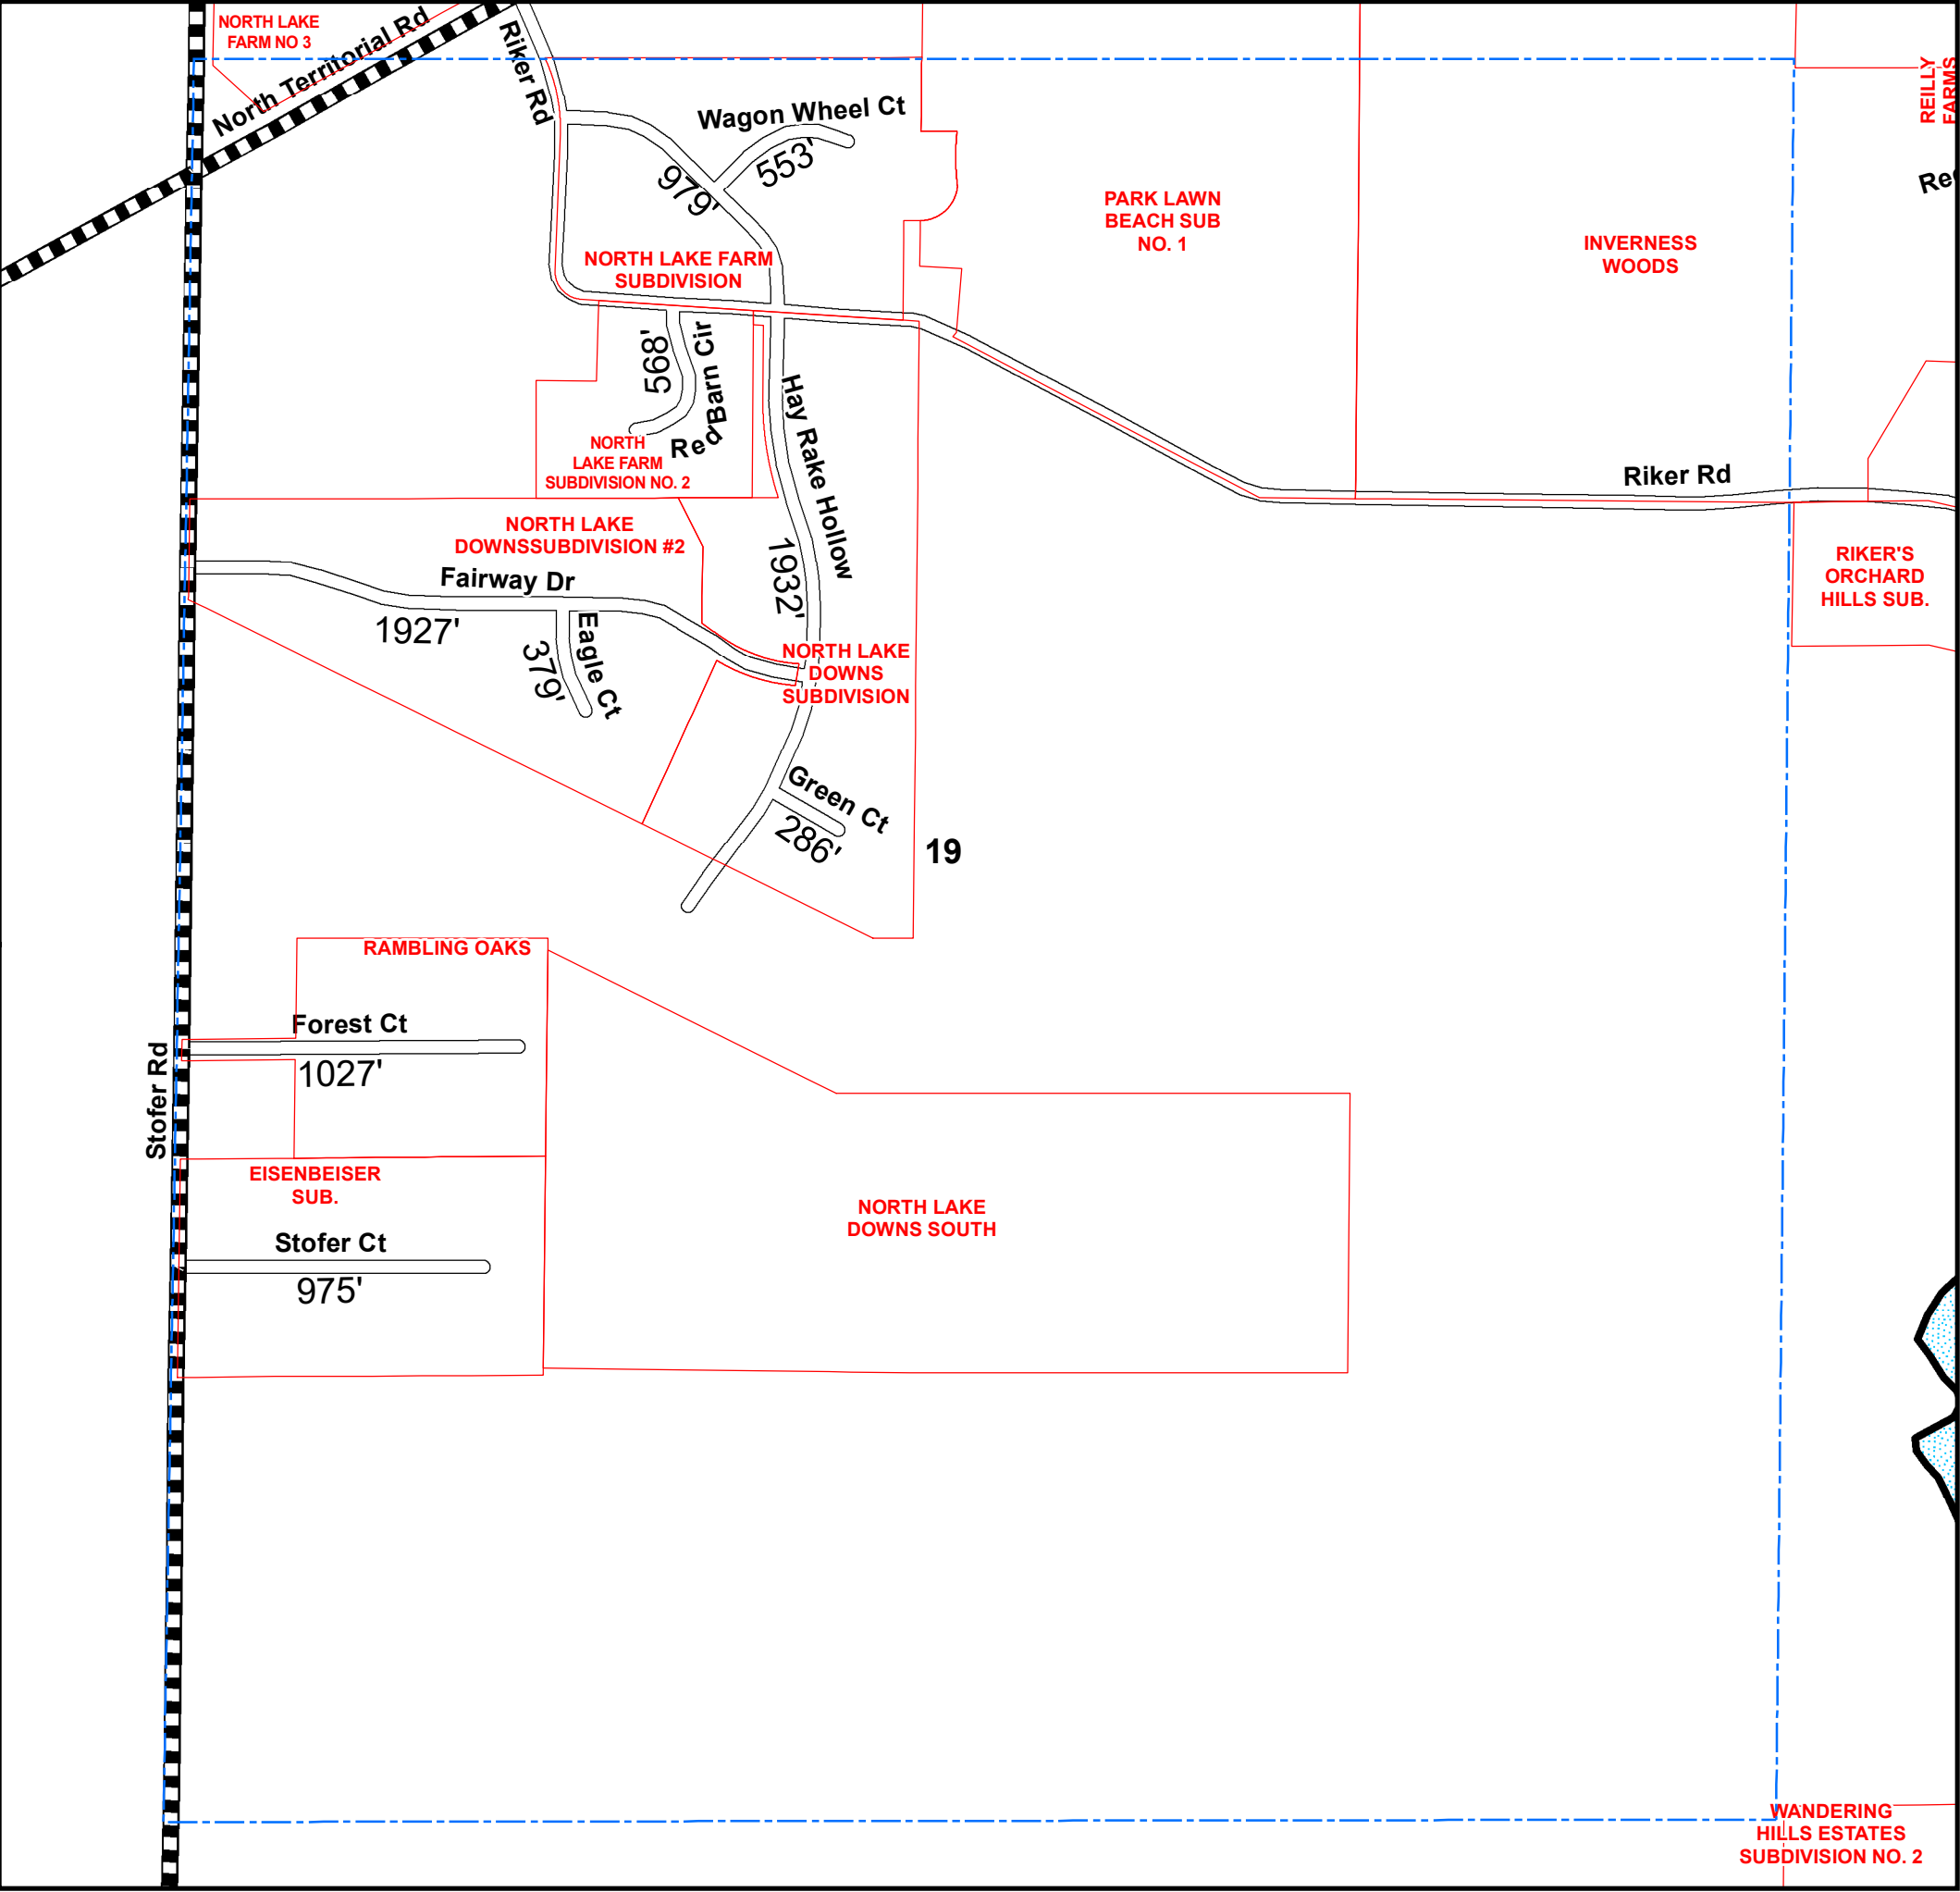 NORTH LAKE
FARM NO 3
North Territorial Rd
Riker Rd
Wagon Wheel Ct
553'
979'
REILLY
FARMS
PARK LAWN
BEACH SUB
NO. 1
INVERNESS
WOODS
NORTH LAKE FARM
SUBDIVISION
568'
Red Barn Cir
Hay Rake Hollow
1932'
NORTH
LAKE FARM
SUBDIVISION NO. 2
Riker Rd
NORTH LAKE
DOWNSSUBDIVISION #2
Fairway Dr
1927'
Eagle Ct
379'
RIKER'S
ORCHARD
HILLS SUB.
NORTH LAKE
DOWNS
SUBDIVISION
Green Ct
286'
19
RAMBLING OAKS
Forest Ct
1027'
Stofer Rd
EISENBEISER
SUB.
NORTH LAKE
DOWNS SOUTH
Stofer Ct
975'
WANDERING
HILLS ESTATES
SUBDIVISION NO. 2